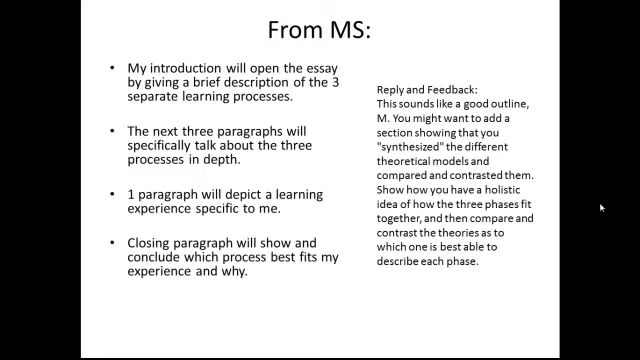 From MS:
• My introduction will open the essay
by giving a brief description of the 3
separate learning processes.
• The next three paragraphs will
specifically talk about the three
processes in depth.
• 1 paragraph will depict a learning
experience specific to me.
• Closing paragraph will show and
conclude which process best fits my
experience and why.
Reply and Feedback:
This sounds like a good outline,
M. You might want to add a
section showing that you
"synthesized" the different
theoretical models and
compared and contrasted them.
Show how you have a holistic
idea of how the three phases fit
together, and then compare and
contrast the theories as to
which one is best able to
describe each phase.